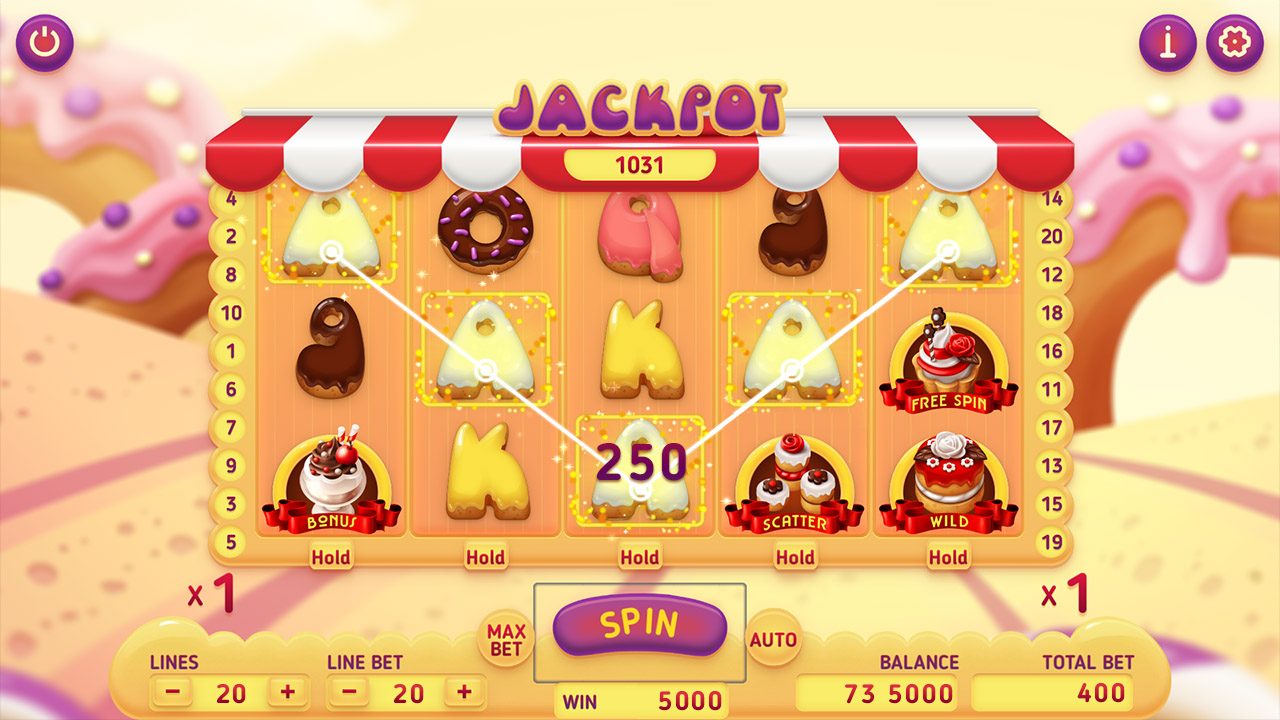 JACKPOT
1031
4 14
2 20
8 12
10 18
1 16
6 11
FREE SPIN
7 17
9 13
250
3 15
BONUS SCATTER WILD
5 19
Hold Hold Hold Hold Hold
x 1 x 1
MAX BET
SPIN
AUTO
LINES LINE BET BALANCE TOTAL BET
− 20 + − 20 + WIN 5000 73 5000 400